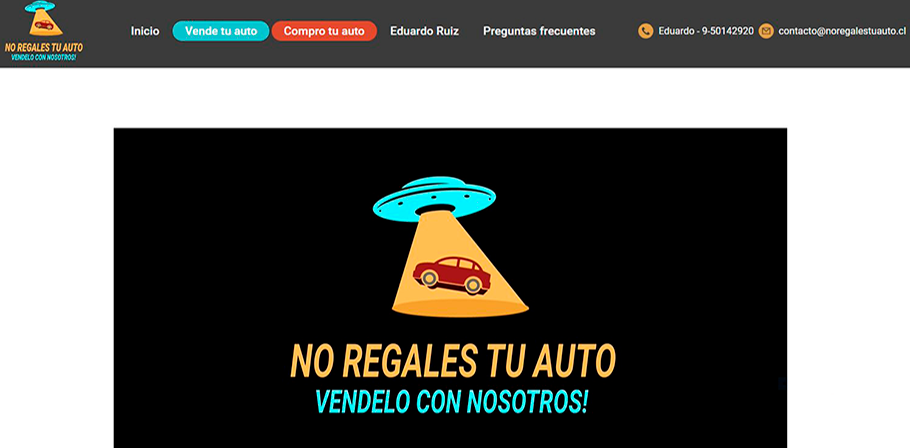 NO REGALES TU AUTO
VENDELO CON NOSOTROS!
Inicio
Vende tu auto
Compro tu auto
Eduardo Ruiz
Preguntas frecuentes
Eduardo - 9-50142920
contacto@noregalestuauto.cl
NO REGALES TU AUTO
VENDELO CON NOSOTROS!